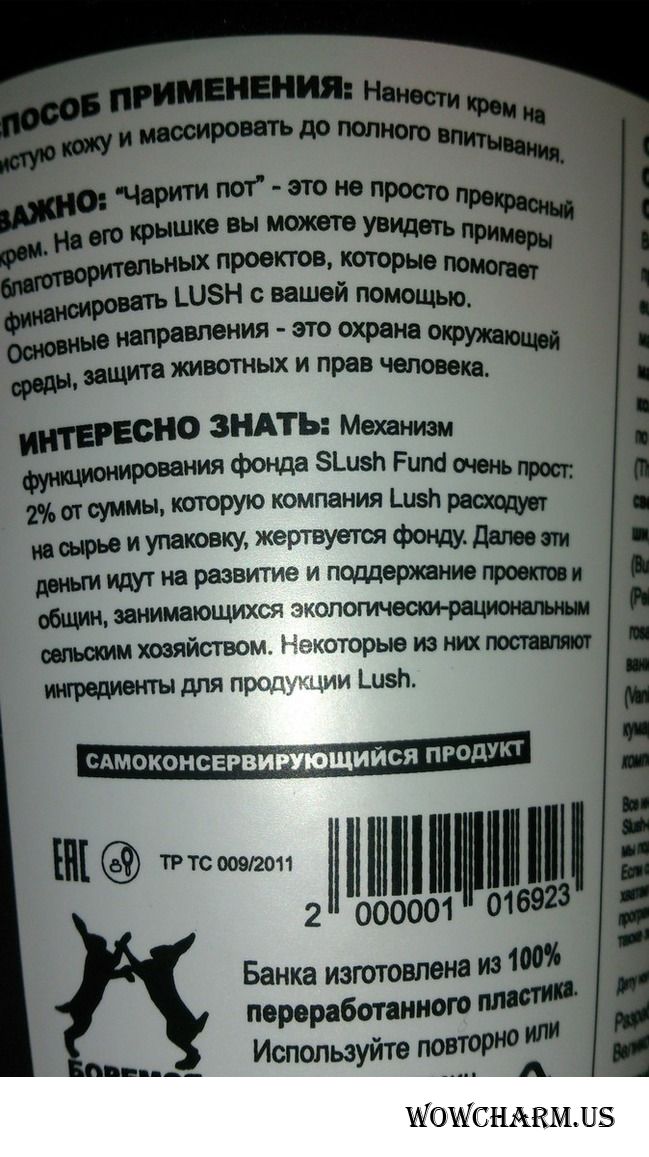 СПОСОБ ПРИМЕНЕНИЯ: Нанести крем на
истую кожу и массировать до полного впитывания.
ВАЖНО: “Чарити пот” - это не просто прекрасный
крем. На его крышке вы можете увидеть примеры
благотворительных проектов, которые помогает
финансировать LUSH с вашей помощью.
Основные направления - это охрана окружающей
среды, защита животных и прав человека.
ИНТЕРЕСНО ЗНАТЬ: Механизм
функционирования фонда SLush Fund очень прост:
2% от суммы, которую компания Lush расходует
на сырье и упаковку, жертвуется фонду. Далее эти
деньги идут на развитие и поддержание проектов и
общин, занимающихся экологически-рациональным
сельским хозяйством. Некоторые из них поставляют
ингредиенты для продукции Lush.
САМОКОНСЕРВИРУЮЩИЙСЯ ПРОДУКТ
ЕАС ТР ТС 009/2011
2 000001 016923
Банка изготовлена из 100%
переработанного пластика.
Используйте повторно или
БОРЕМСЯ
WOWCHARM.US